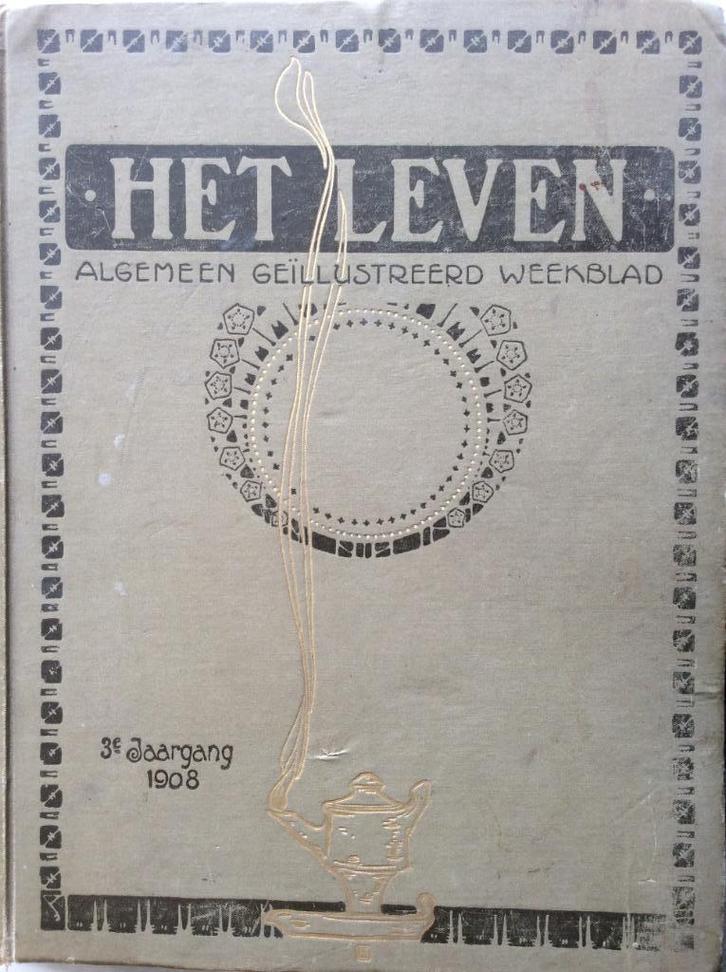 ·HET LEVEN·
ALGEMEEN GEÏLLUSTREERD WEEKBLAD
3e Jaargang
1908